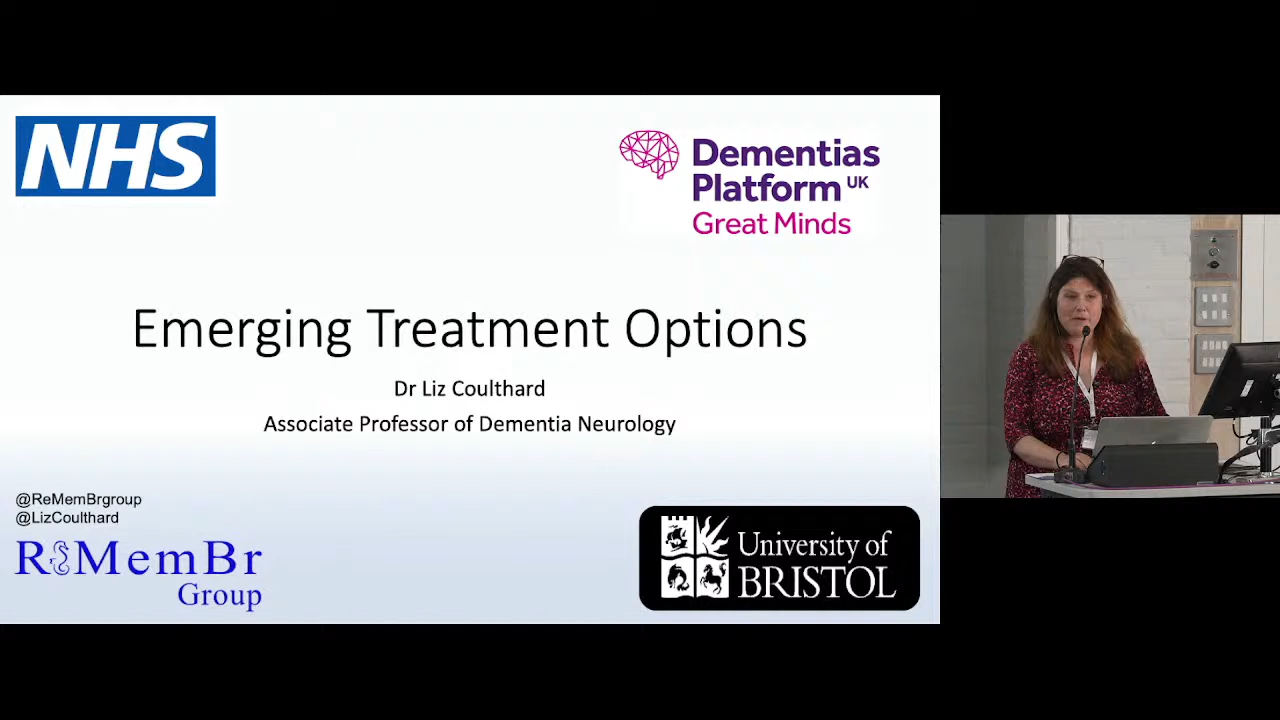 NHS
Dementias
Platform UK
Great Minds
Emerging Treatment Options
Dr Liz Coulthard
Associate Professor of Dementia Neurology
@ReMemBrgroup
@LizCoulthard
ReMemBr
Group
University of
BRISTOL